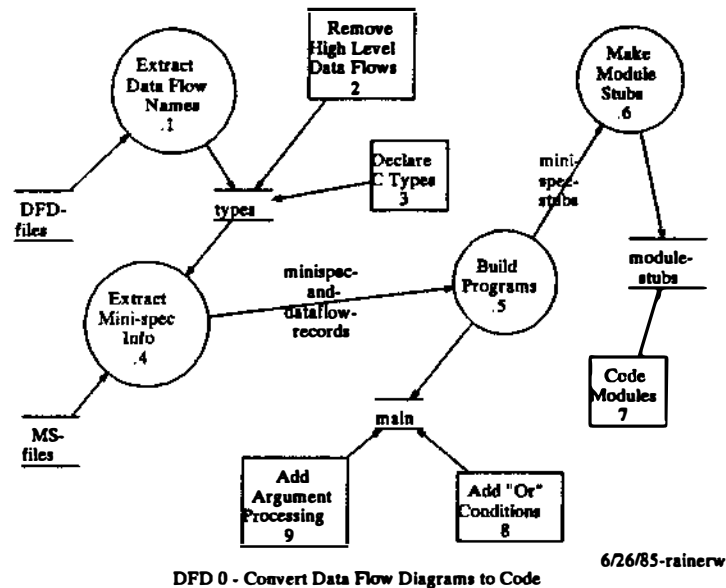 Extract
Data Flow
Names
.1
Remove
High Level
Data Flows
2
Make
Module
Stubs
.6
Declare
C Types
3
mini-
spec-
stubs
DFD-
files
types
module-
stubs
Extract
Mini-spec
Info
.4
minispec-
and-
dataflow-
records
Build
Programs
.5
Code
Modules
7
MS-
files
main
Add
Argument
Processing
9
Add "Or"
Conditions
8
6/26/85-rainerw
DFD 0 - Convert Data Flow Diagrams to Code